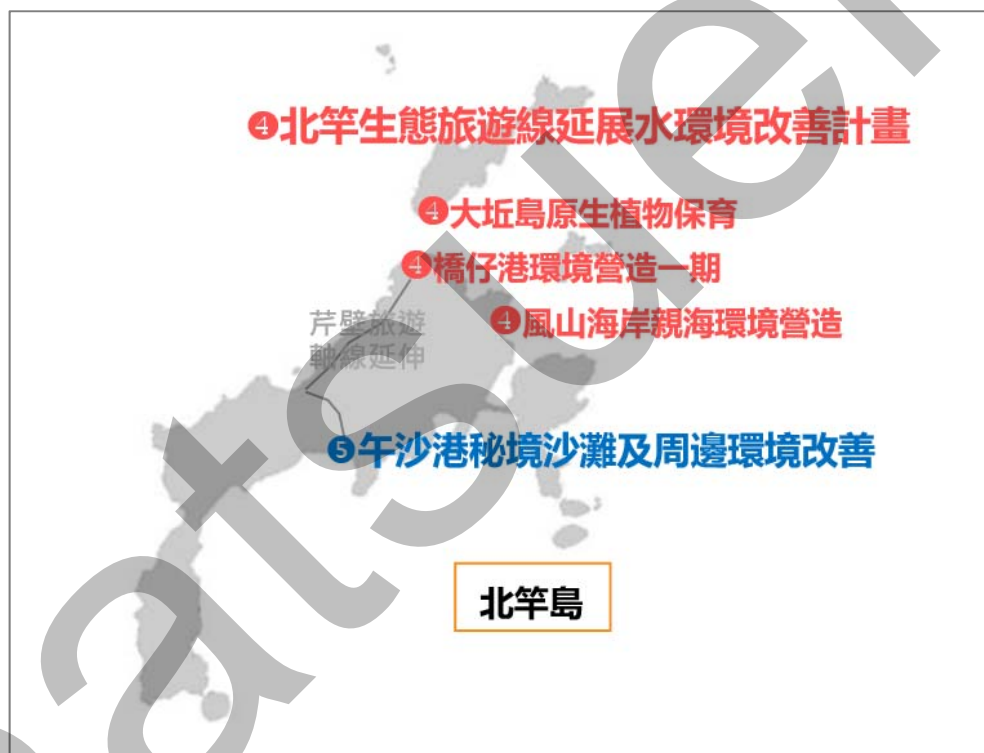 ❹北竿生態旅遊線延展水環境改善計畫
❹大坵島原生植物保育
❹橋仔港環境營造一期
❹風山海岸親海環境營造
芹壁旅遊
軸線延伸
❺午沙港秘境沙灘及周邊環境改善
北竿島